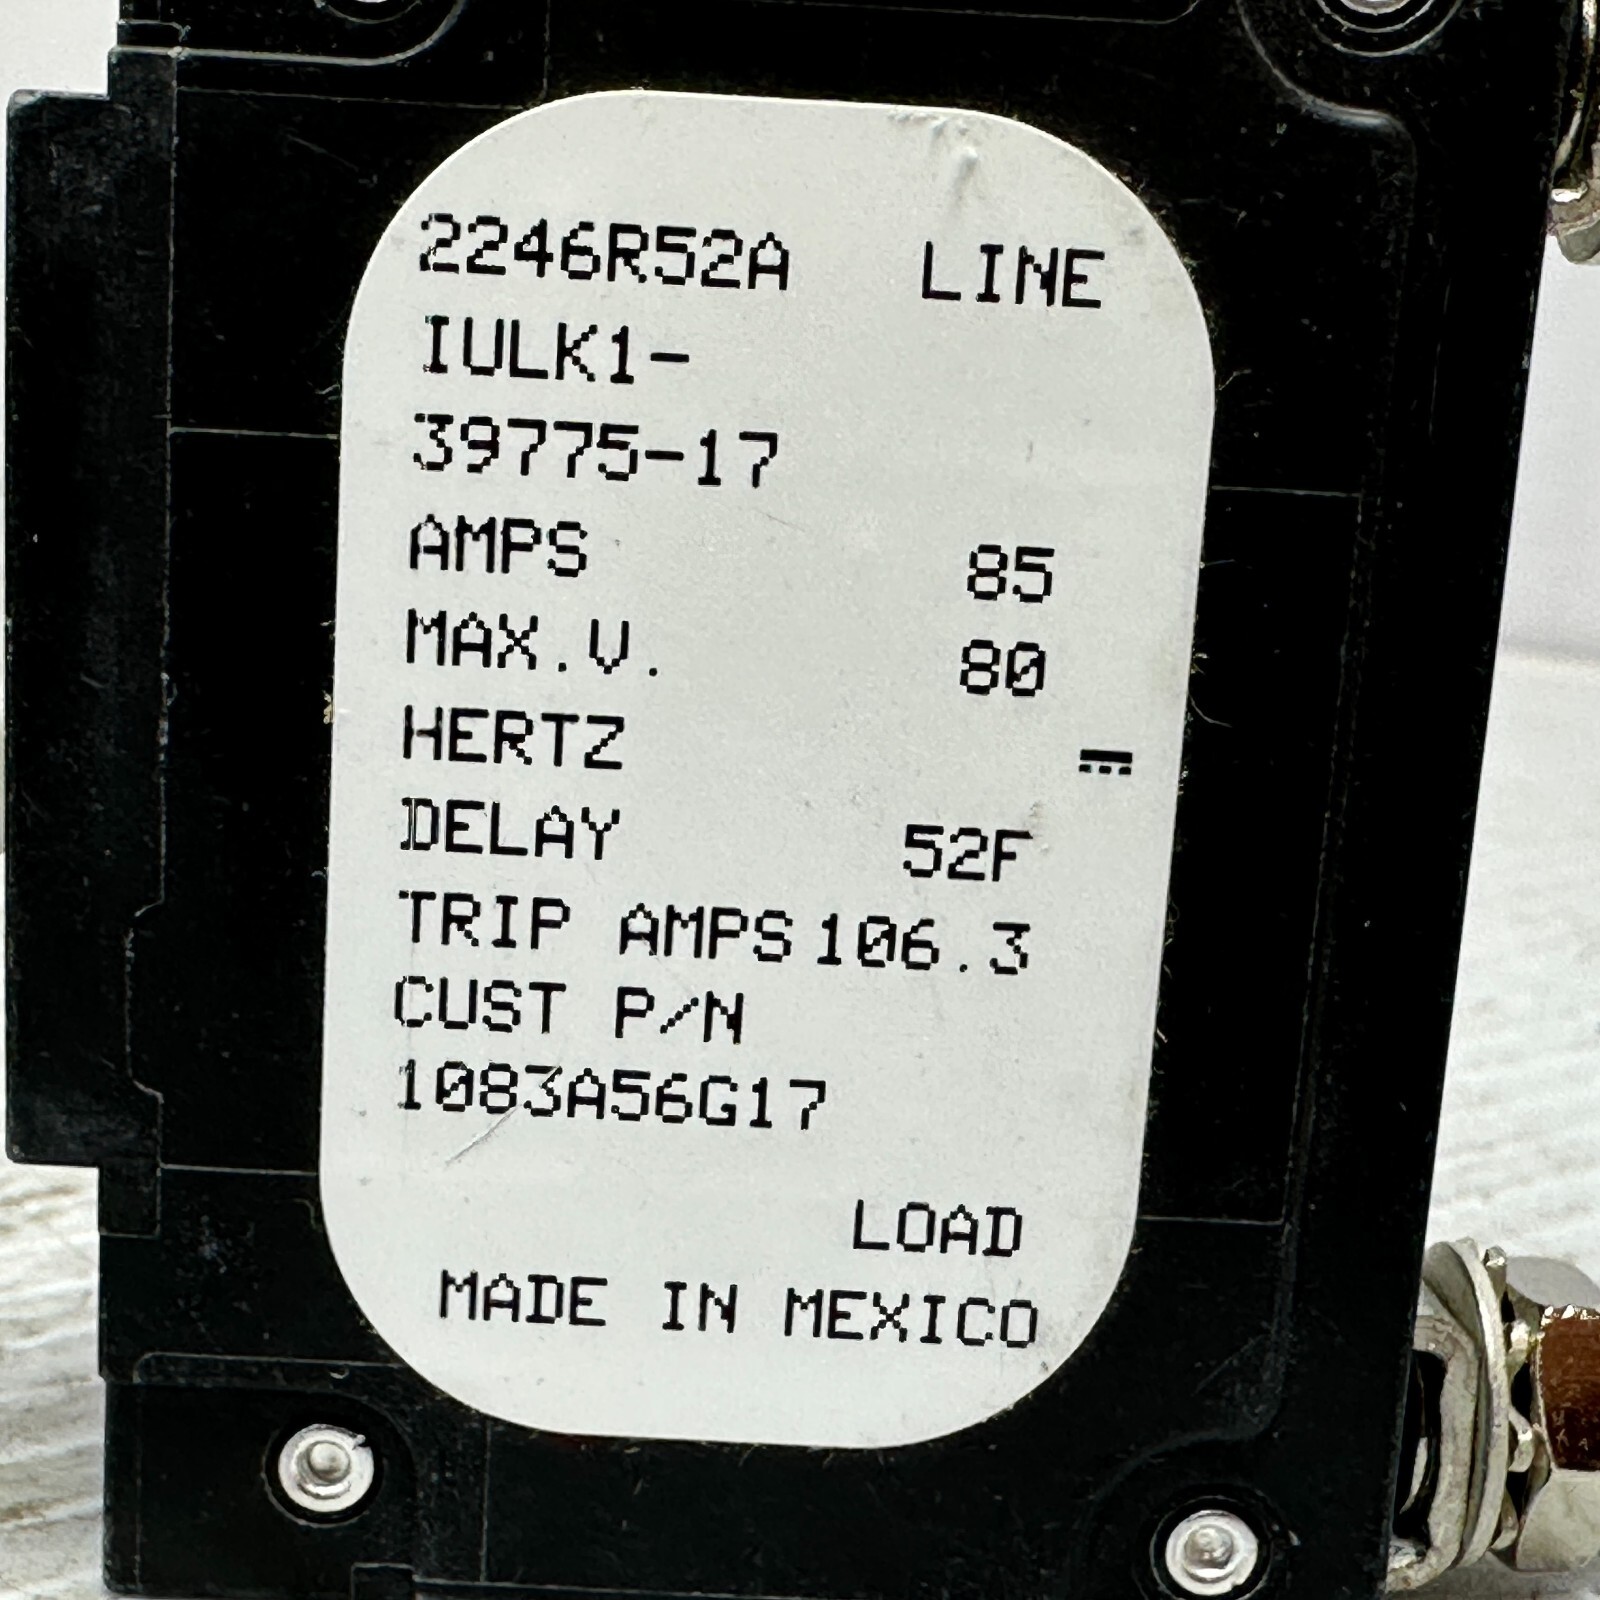 2246R52A LINE
IULK1-
39775-17
AMPS 85
MAX.V. 80
HERTZ ⎓
DELAY 52F
TRIP AMPS 106.3
CUST P/N
1083A56G17
LOAD
MADE IN MEXICO